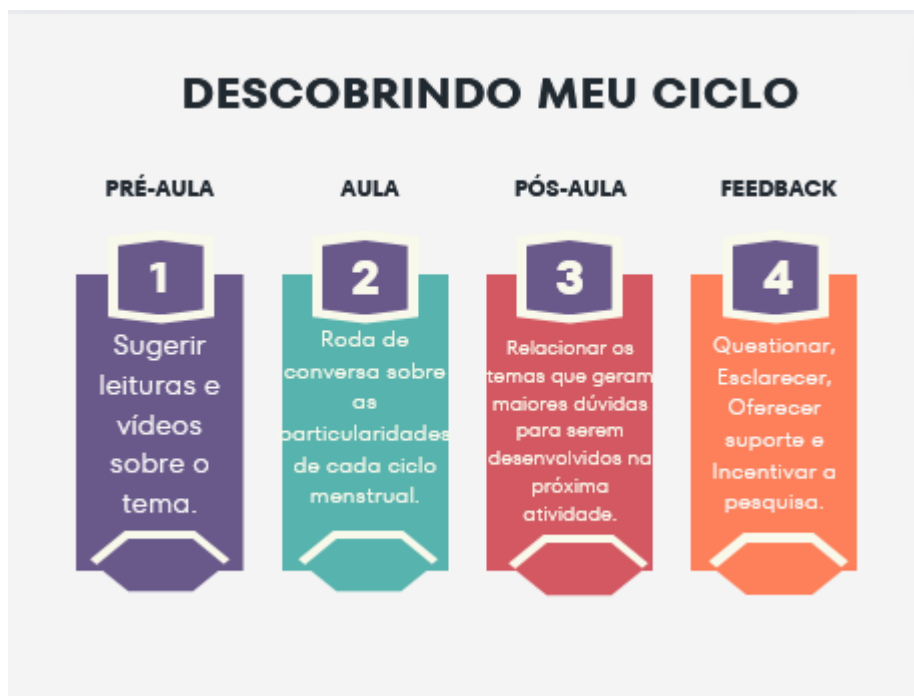 DESCOBRINDO MEU CICLO
PRÉ-AULA
1
Sugerir
leituras e
vídeos
sobre o
tema.
AULA
2
Roda de
conversa sobre
as
particularidades
de cada ciclo
menstrual.
PÓS-AULA
3
Relacionar os
temas que geram
maiores dúvidas
para serem
desenvolvidos na
próxima
atividade.
FEEDBACK
4
Questionar,
Esclarecer,
Oferecer
suporte e
Incentivar a
pesquisa.